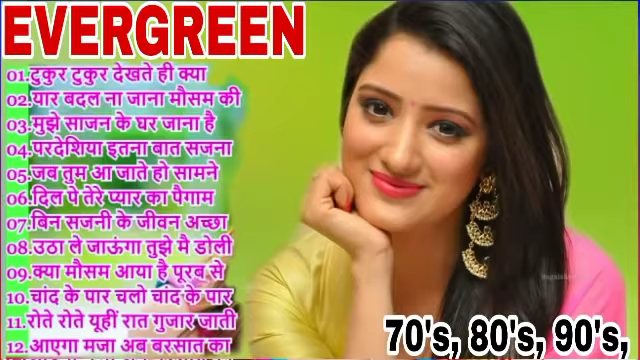 EVERGREEN
01.टुकुर टुकुर देखते ही क्या
02.यार बदल ना जाना मौसम की
03.मुझे साजन के घर जाना है
04.परदेशिया इतना बात सजना
05.जब तुम आ जाते हो सामने
06.दिल पे तेरे प्यार का पैगाम
07.बिन सजनी के जीवन अच्छा
08.उठा ले जाऊंगा तुझे मै डोली
09.क्या मौसम आया है पूरब से
10.चांद के पार चलो चांद के पार
11.रोते रोते यूहीं रात गुजार जाती
12.आएगा मजा अब बरसात का
70's, 80's, 90's,